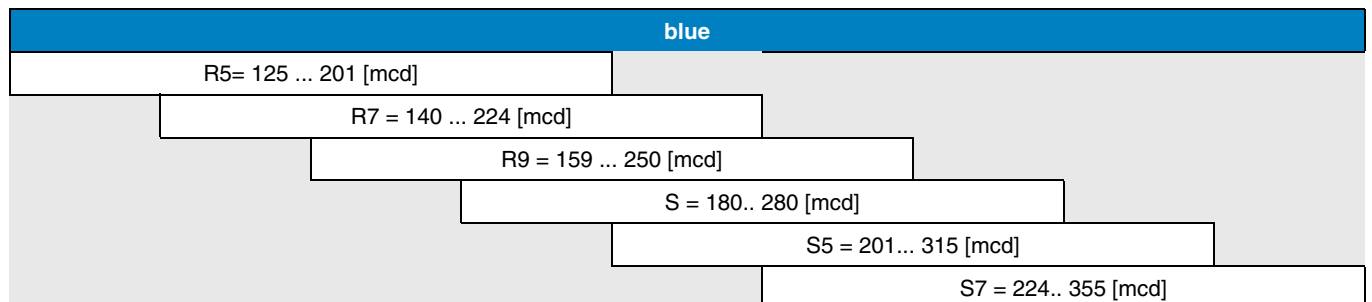 blue
R5= 125 ... 201 [mcd]
R7 = 140 ... 224 [mcd]
R9 = 159 ... 250 [mcd]
S = 180.. 280 [mcd]
S5 = 201... 315 [mcd]
S7 = 224.. 355 [mcd]